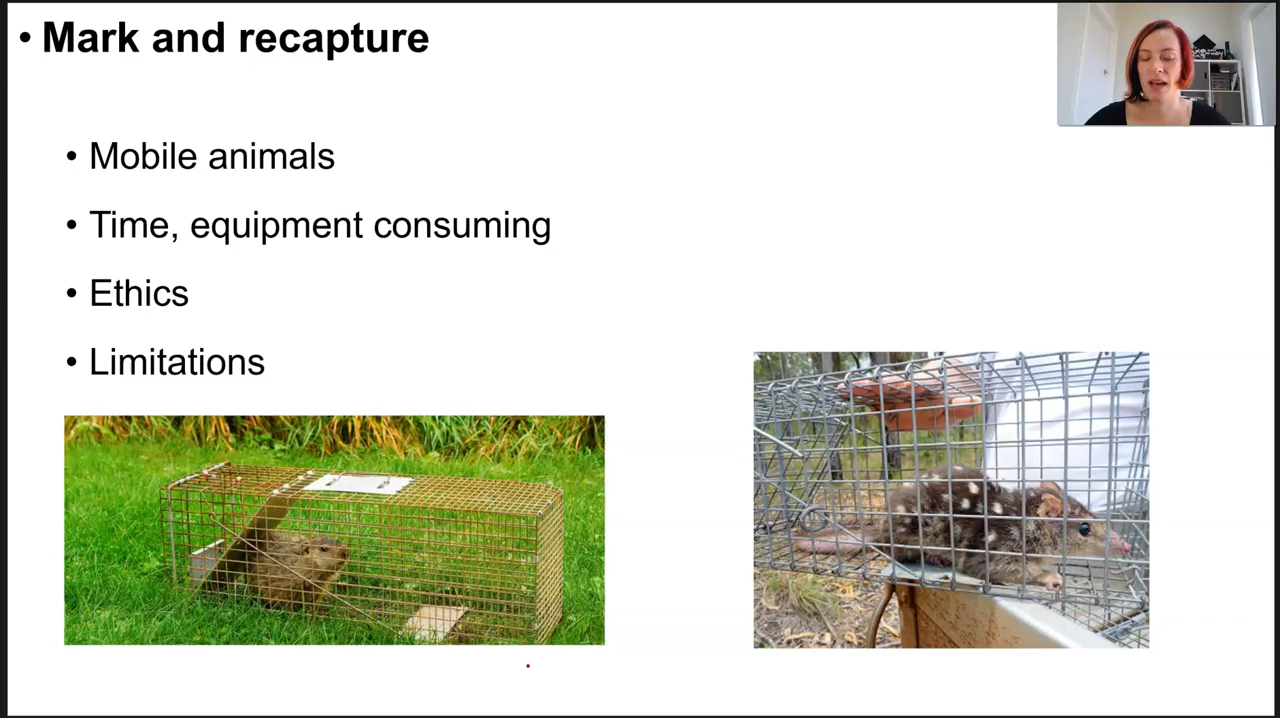 • Mark and recapture
• Mobile animals
• Time, equipment consuming
• Ethics
• Limitations